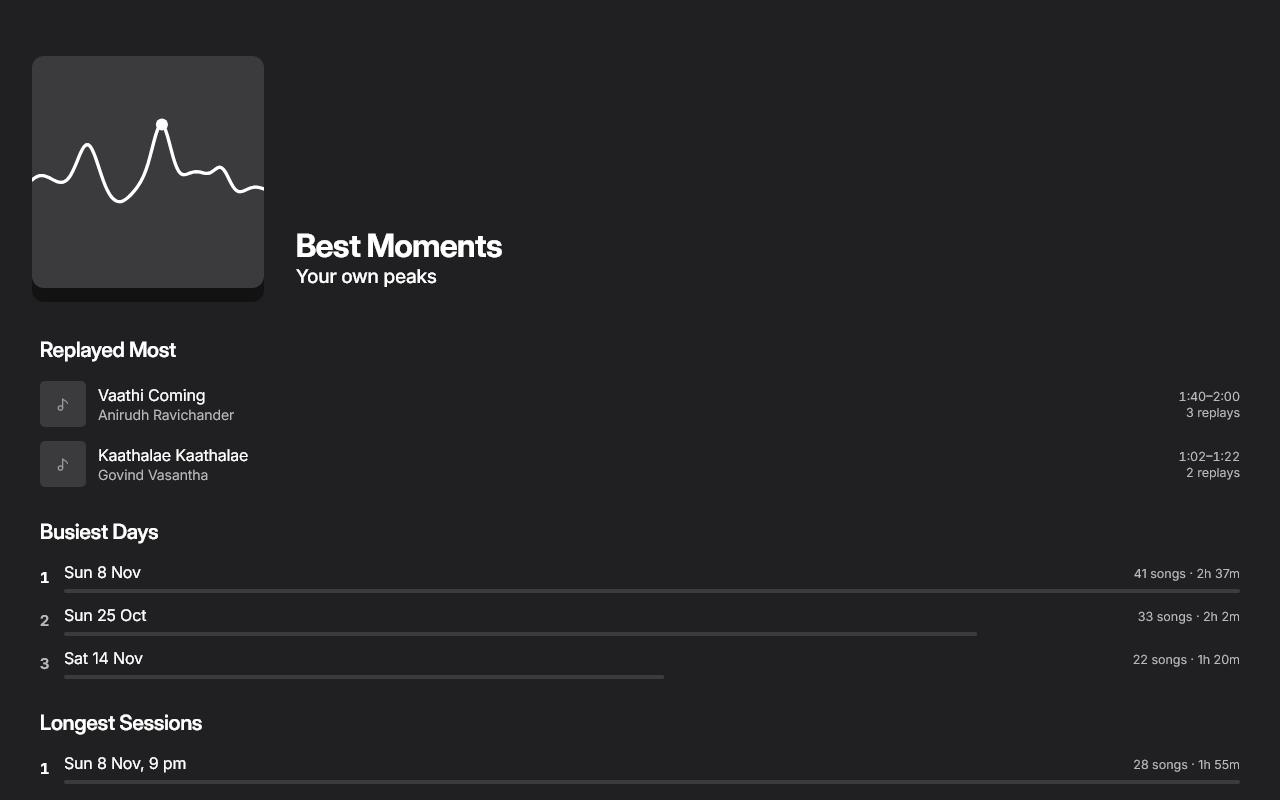 Best Moments
Your own peaks
Replayed Most
Vaathi Coming
Anirudh Ravichander
1:40–2:00
3 replays
Kaathalae Kaathalae
Govind Vasantha
1:02–1:22
2 replays
Busiest Days
1 Sun 8 Nov 41 songs · 2h 37m
2 Sun 25 Oct 33 songs · 2h 2m
3 Sat 14 Nov 22 songs · 1h 20m
Longest Sessions
1 Sun 8 Nov, 9 pm 28 songs · 1h 55m